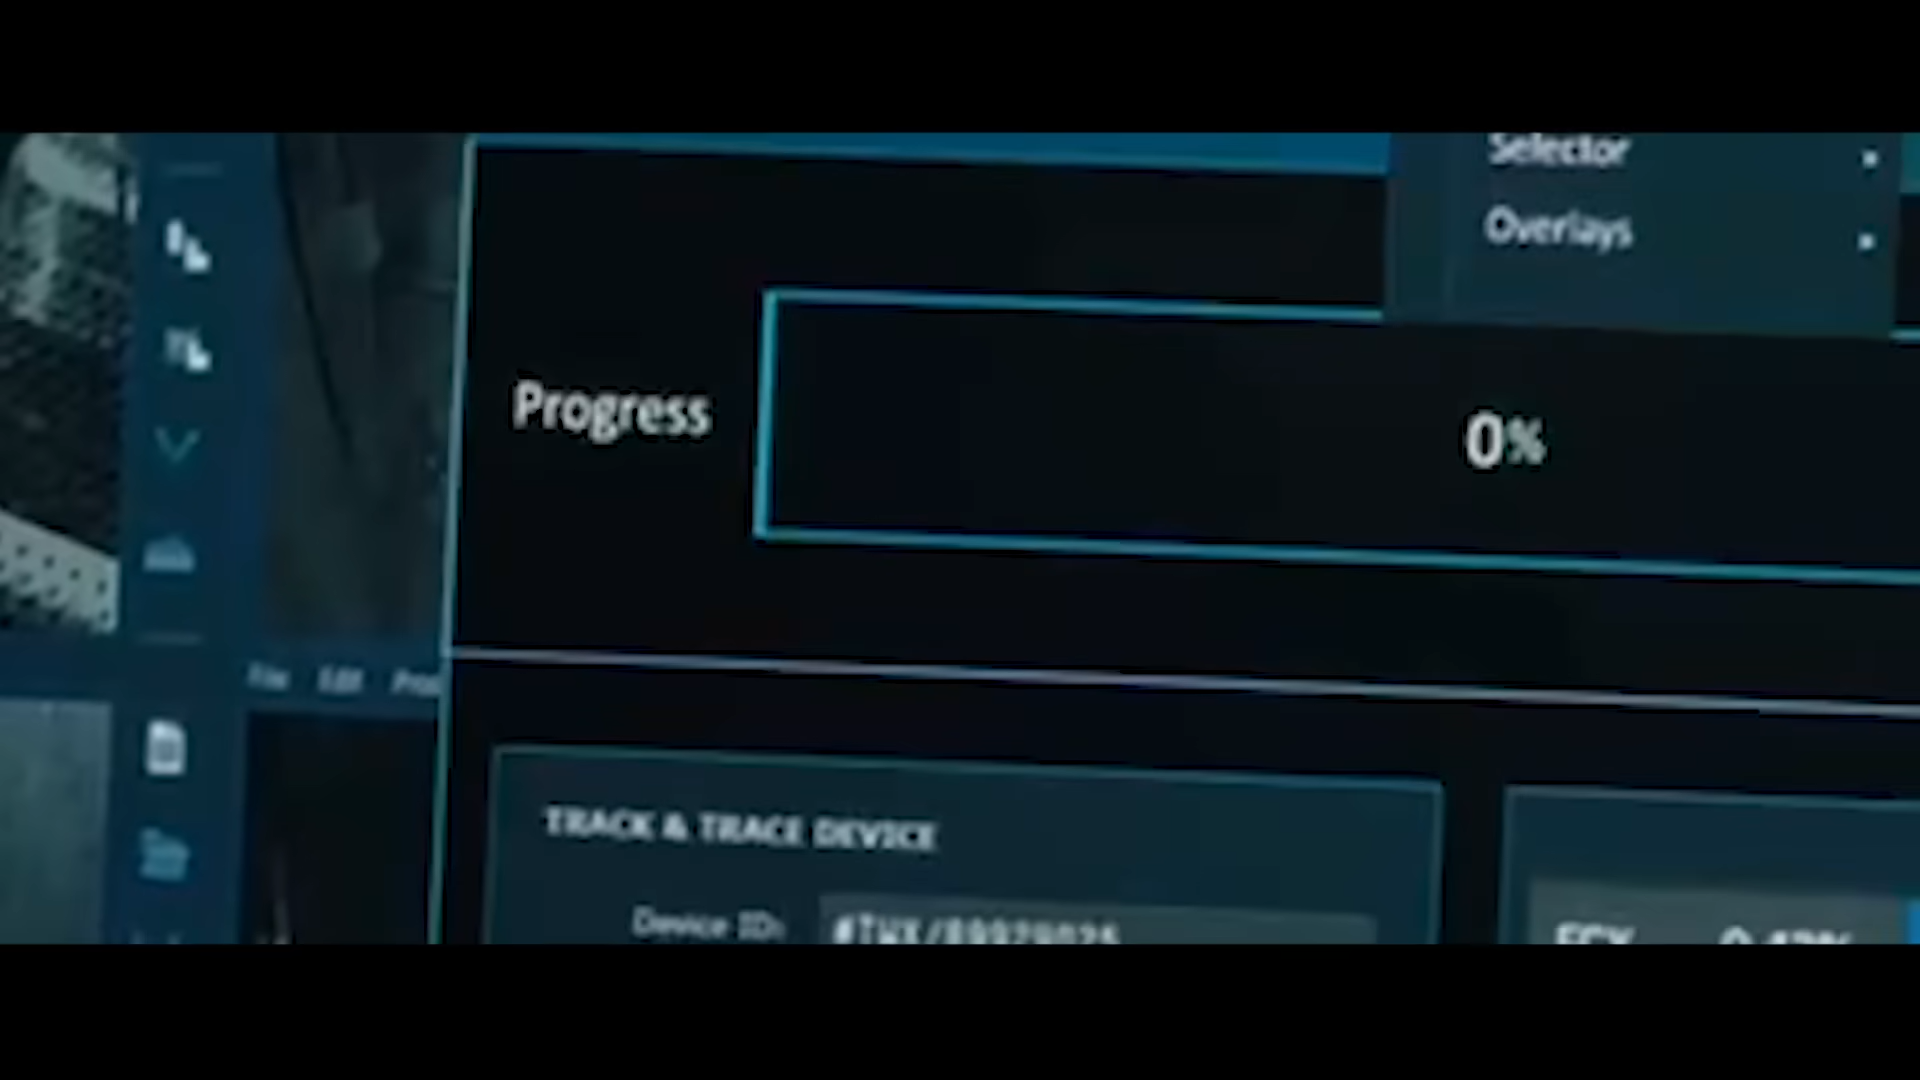 Selector
Overlays
Progress
0%
File Edit
TRACK & TRACE DEVICE
Device ID: